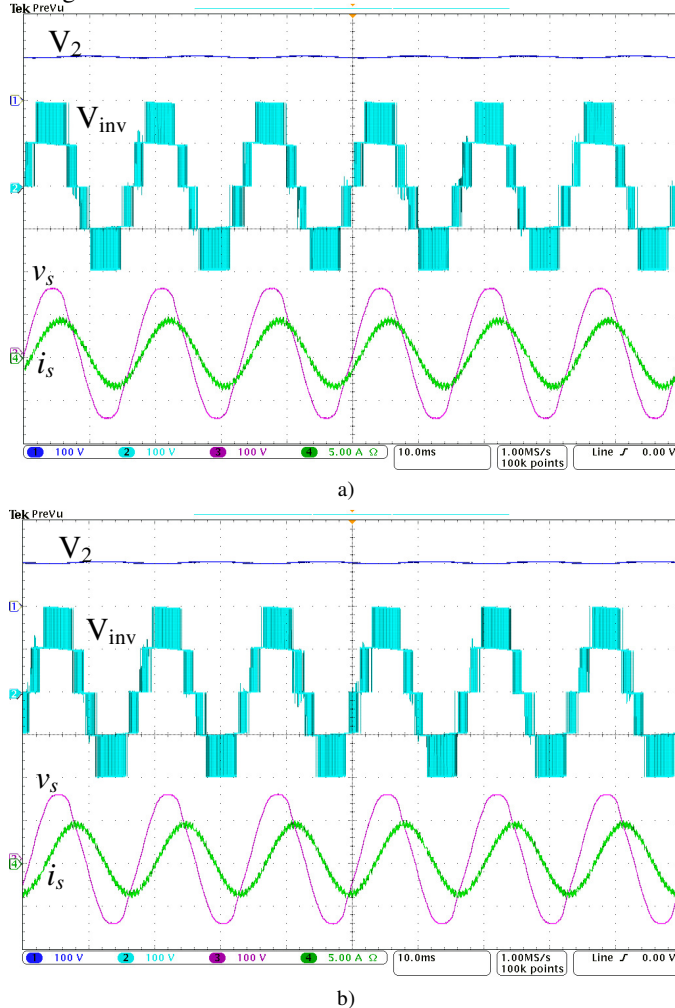 Tek PreVu
V2
1
Vinv
2
vs
3
4
is
1 100 V 2 100 V 3 100 V 4 5.00 A Ω 10.0ms 1.00MS/s 100k points Line ƒ 0.00 V
a)
Tek PreVu
V2
1
Vinv
2
vs
4
is
1 100 V 2 100 V 3 100 V 4 5.00 A Ω 10.0ms 1.00MS/s 100k points Line ƒ 0.00 V
b)